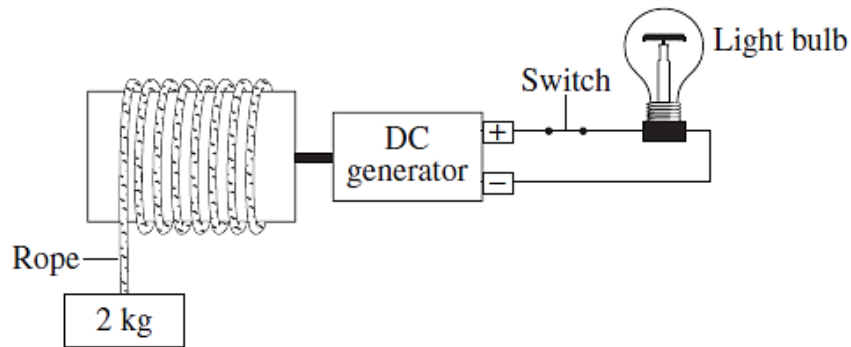 Light bulb
Switch
DC
generator
+
−
Rope
2 kg